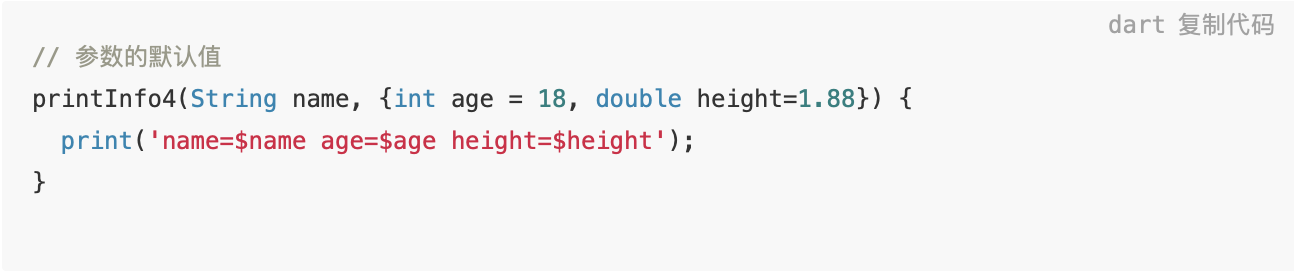 dart 复制代码
// 参数的默认值
printInfo4(String name, {int age = 18, double height=1.88}) {
  print('name=$name age=$age height=$height');
}